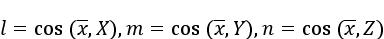 l = cos (x̅, X), m = cos (x̅, Y), n = cos (x̅, Z)